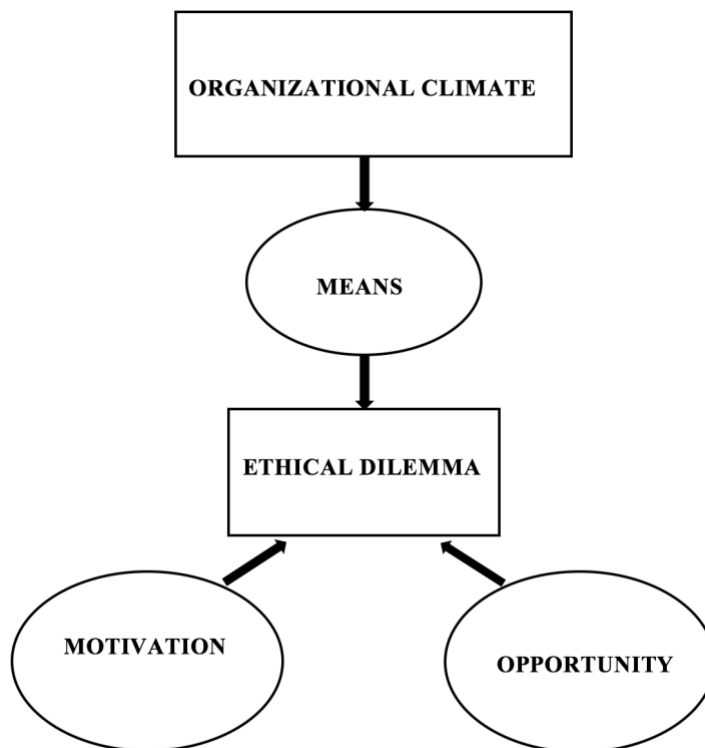 ORGANIZATIONAL CLIMATE
MEANS
ETHICAL DILEMMA
MOTIVATION
OPPORTUNITY